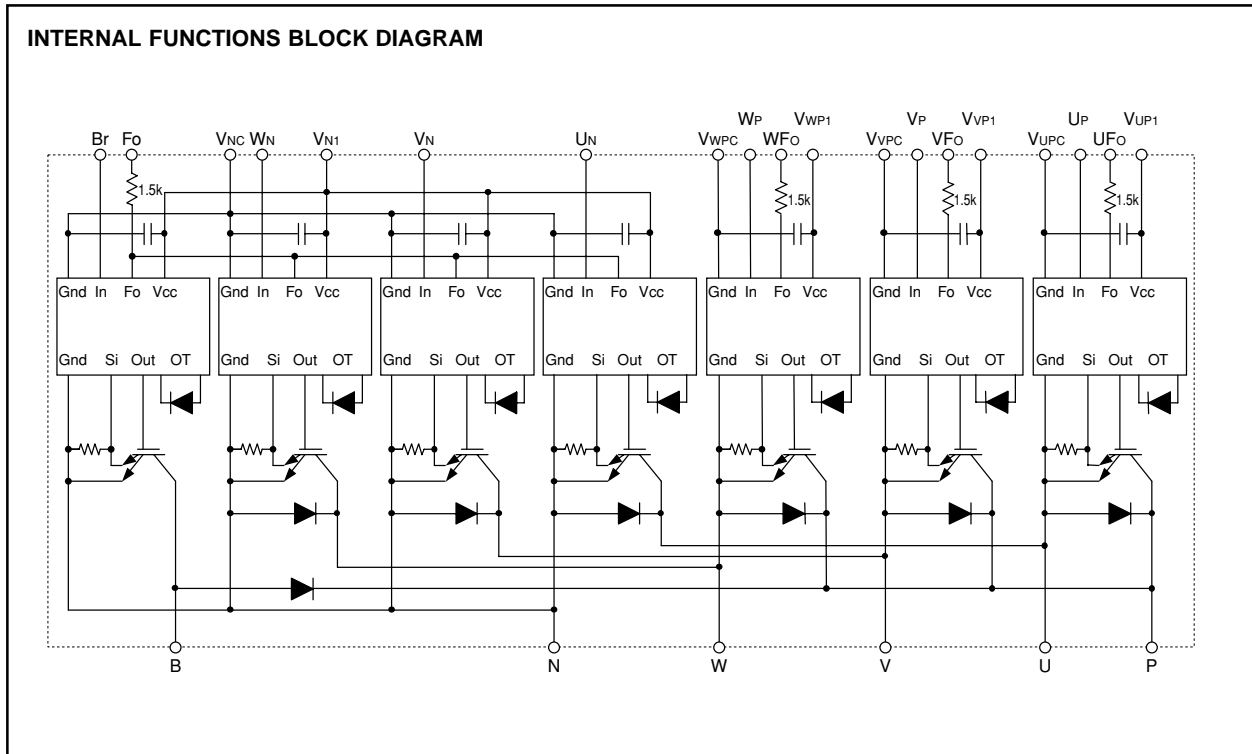 INTERNAL FUNCTIONS BLOCK DIAGRAM
WP VWP1 VP VVP1 UP VUP1
Br Fo VNC WN VN1 VN UN VWPC WFO VVPC VFO VUPC UFO
1.5k 1.5k 1.5k 1.5k
Gnd In Fo Vcc Gnd In Fo Vcc Gnd In Fo Vcc Gnd In Fo Vcc Gnd In Fo Vcc Gnd In Fo Vcc Gnd In Fo Vcc
Gnd Si Out OT Gnd Si Out OT Gnd Si Out OT Gnd Si Out OT Gnd Si Out OT Gnd Si Out OT Gnd Si Out OT
B N W V U P